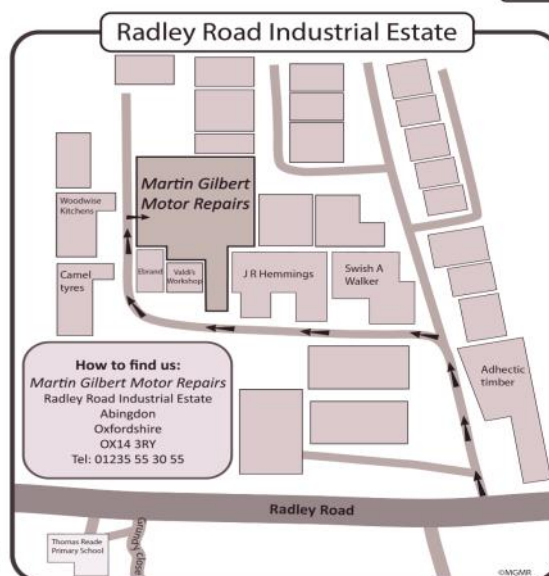 Radley Road Industrial Estate
Martin Gilbert
Motor Repairs
Woodwise
Kitchens
Camel
tyres
Ebrand
Valdi's
Workshop
J R Hemmings
Swish A
Walker
Adhectic
timber
How to find us:
Martin Gilbert Motor Repairs
Radley Road Industrial Estate
Abingdon
Oxfordshire
OX14 3RY
Tel: 01235 55 30 55
Radley Road
Thomas Reade
Primary School
Grundy Close
©MGMR